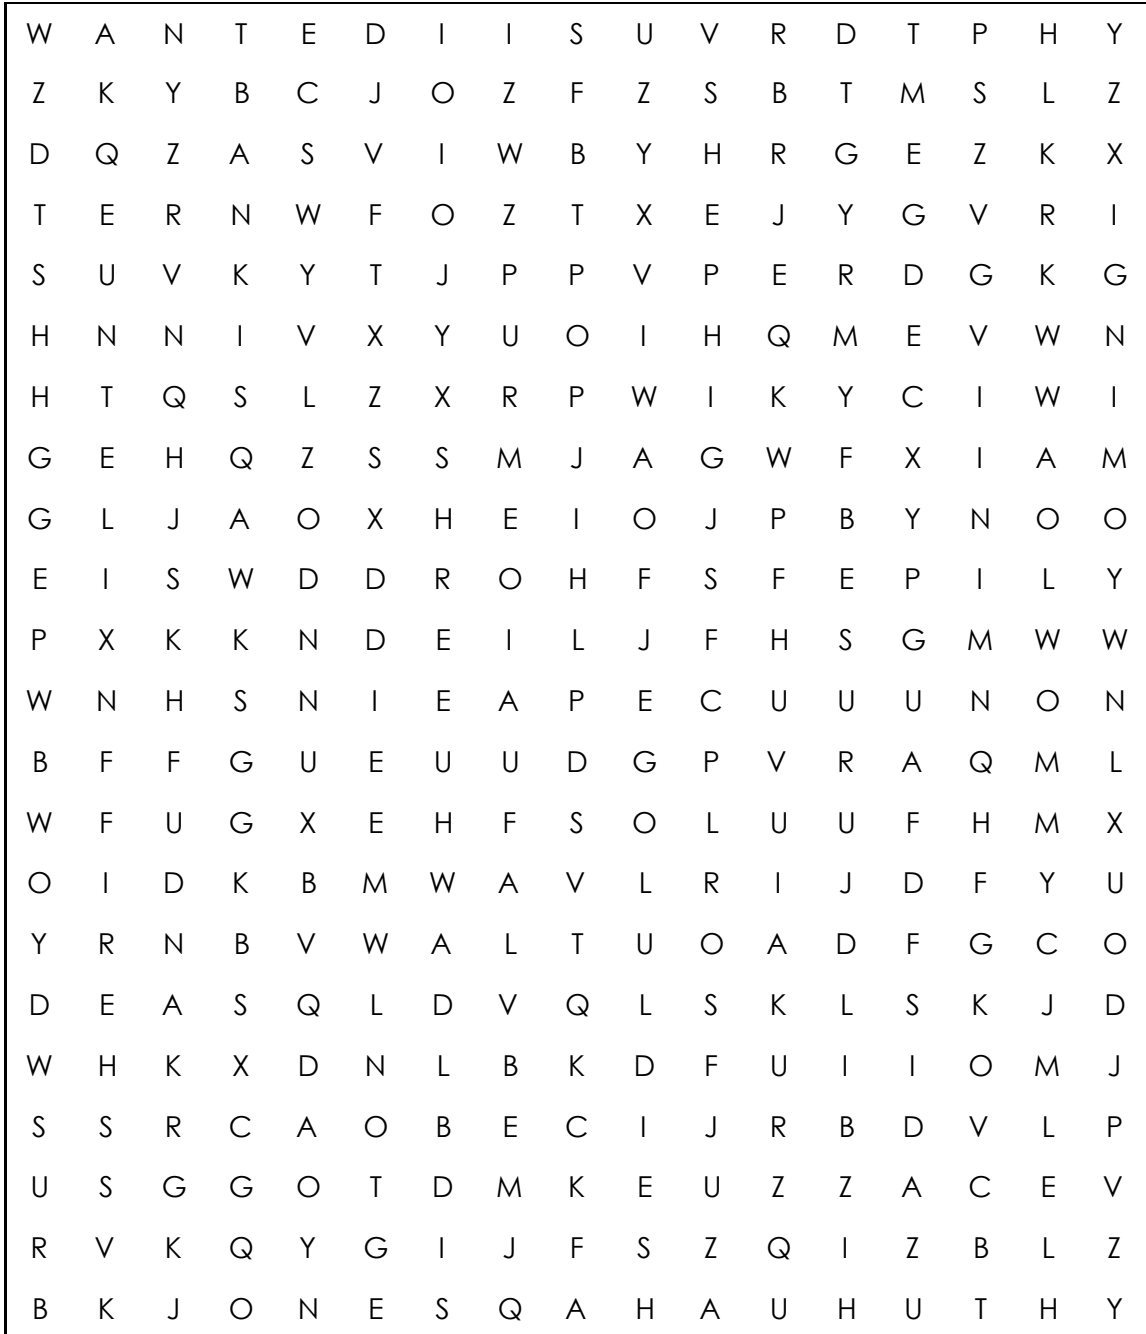 W A N T E D I I S U V R D T P H Y
Z K Y B C J O Z F Z S B T M S L Z
D Q Z A S V I W B Y H R G E Z K X
T E R N W F O Z T X E J Y G V R I
S U V K Y T J P P V P E R D G K G
H N N I V X Y U O I H Q M E V W N
H T Q S L Z X R P W I K Y C I W I
G E H Q Z S S M J A G W F X I A M
G L J A O X H E I O J P B Y N O O
E I S W D D R O H F S F E P I L Y
P X K K N D E I L J F H S G M W W
W N H S N I E A P E C U U U N O N
B F F G U E U U D G P V R A Q M L
W F U G X E H F S O L U U F H M X
O I D K B M W A V L R I J D F Y U
Y R N B V W A L T U O A D F G C O
D E A S Q L D V Q L S K L S K J D
W H K X D N L B K D F U I I O M J
S S R C A O B E C I J R B D V L P
U S G G O T D M K E U Z Z A C E V
R V K Q Y G I J F S Z Q I Z B L Z
B K J O N E S Q A H A U H U T H Y